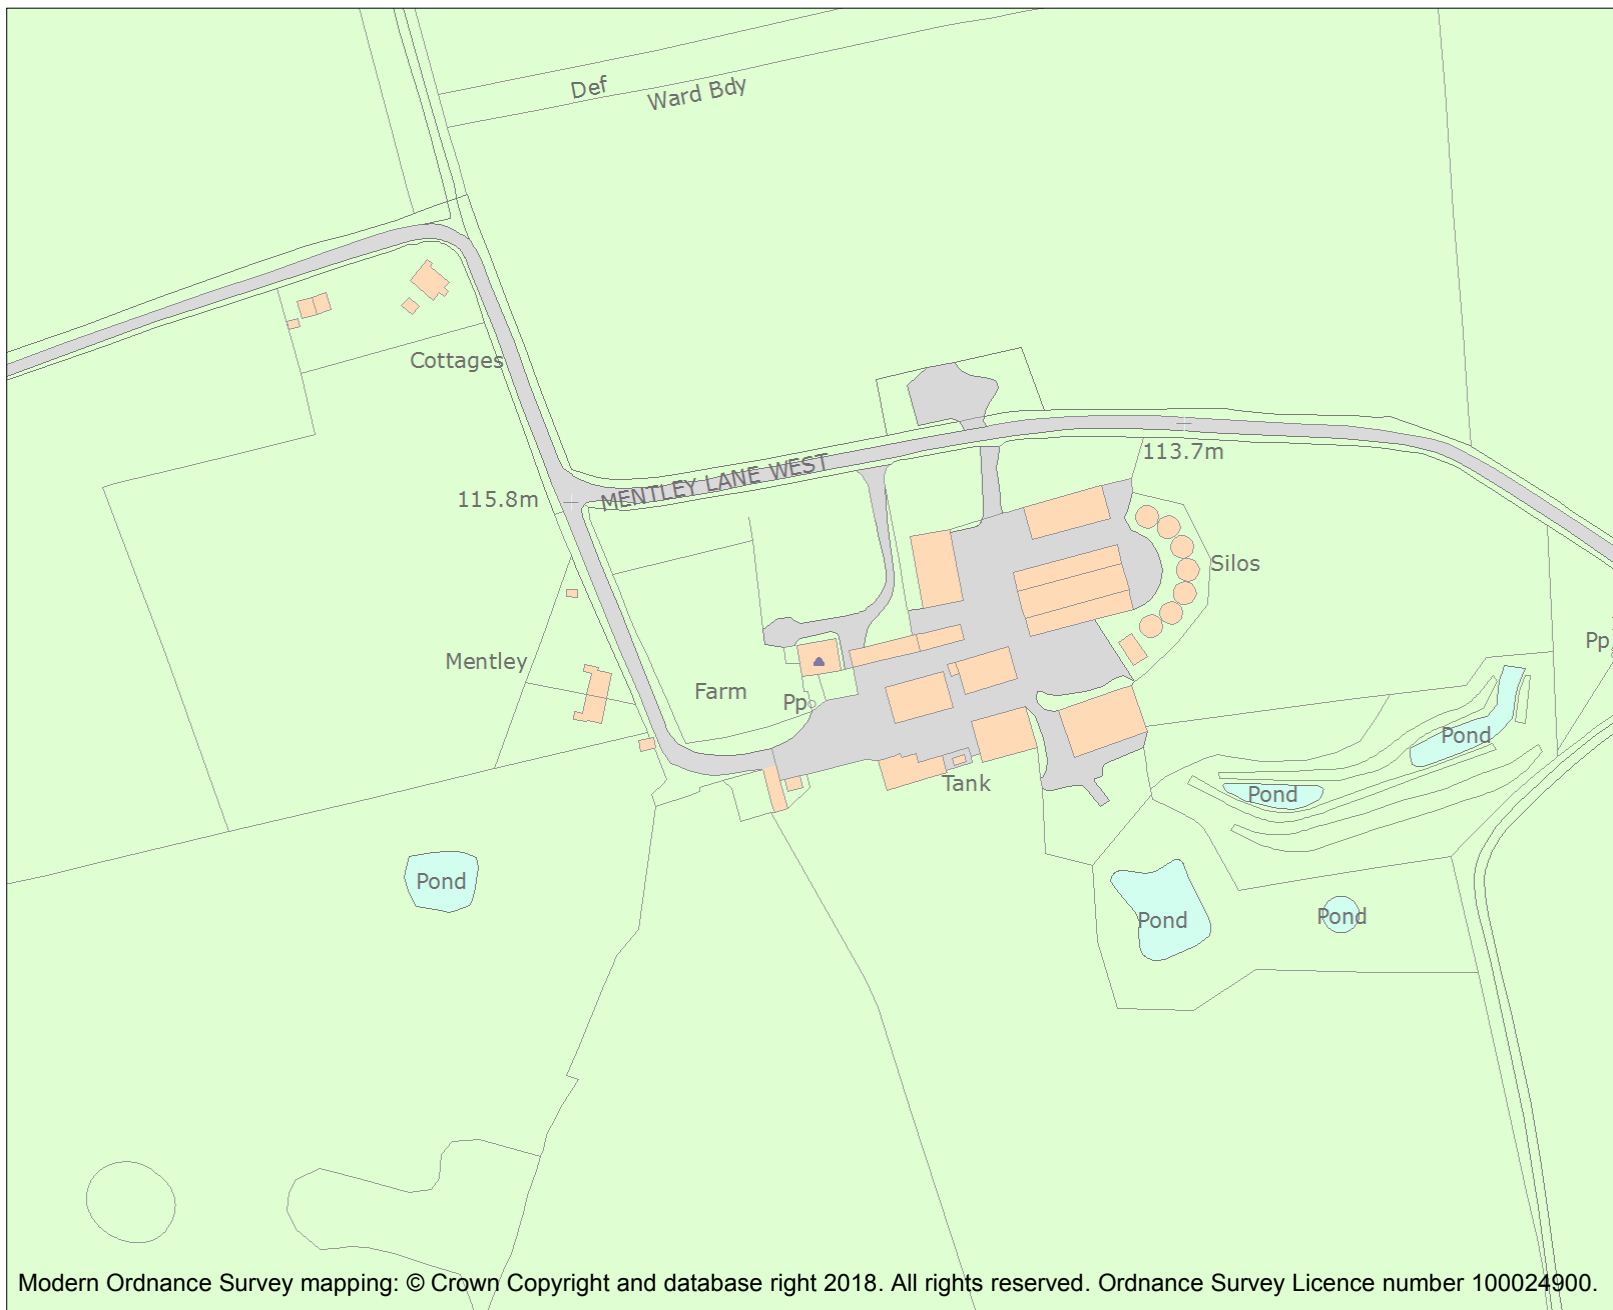 Def
Ward Bdy
Cottages
MENTLEY LANE WEST
113.7m
115.8m
Silos
Mentley
Farm
Pp
Pp
Pond
Tank
Pond
Pond
Pond
Pond
Modern Ordnance Survey mapping: © Crown Copyright and database right 2018. All rights reserved. Ordnance Survey Licence number 100024900.